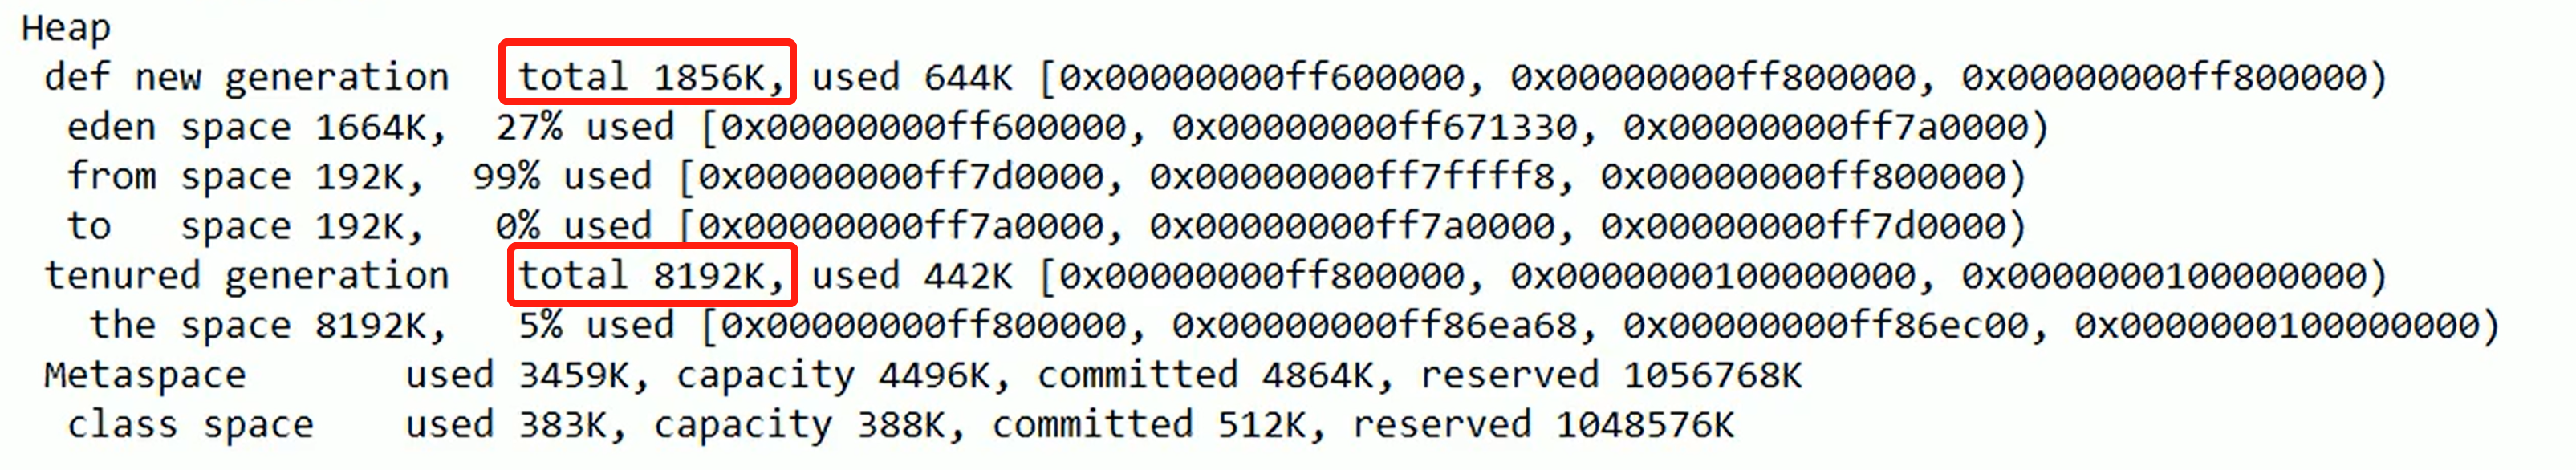 Heap
def new generation   total 1856K, used 644K [0x00000000ff600000, 0x00000000ff800000, 0x00000000ff800000)
eden space 1664K,  27% used [0x00000000ff600000, 0x00000000ff671330, 0x00000000ff7a0000)
from space 192K,  99% used [0x00000000ff7d0000, 0x00000000ff7ffff8, 0x00000000ff800000)
to   space 192K,   0% used [0x00000000ff7a0000, 0x00000000ff7a0000, 0x00000000ff7d0000)
tenured generation   total 8192K, used 442K [0x00000000ff800000, 0x0000000100000000, 0x0000000100000000)
the space 8192K,   5% used [0x00000000ff800000, 0x00000000ff86ea68, 0x00000000ff86ec00, 0x0000000100000000)
Metaspace       used 3459K, capacity 4496K, committed 4864K, reserved 1056768K
class space    used 383K, capacity 388K, committed 512K, reserved 1048576K